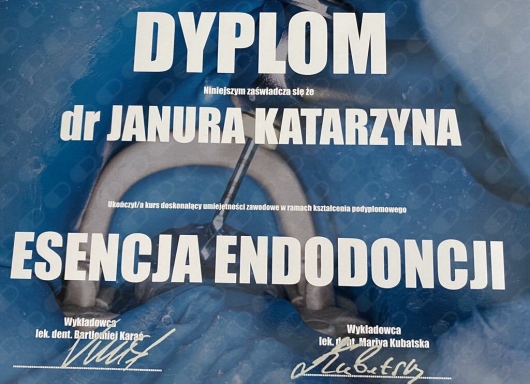 DYPLOM
Niniejszym zaświadcza się że
dr JANURA KATARZYNA
Ukończył/a kurs doskonalący umiejętności zawodowe w ramach kształcenia podyplomowego
ESENCJA ENDODONCJI
Wykładowca
lek. dent. Bartłomiej Karaś
Wykładowca
lek. dent. Mariya Kubatska